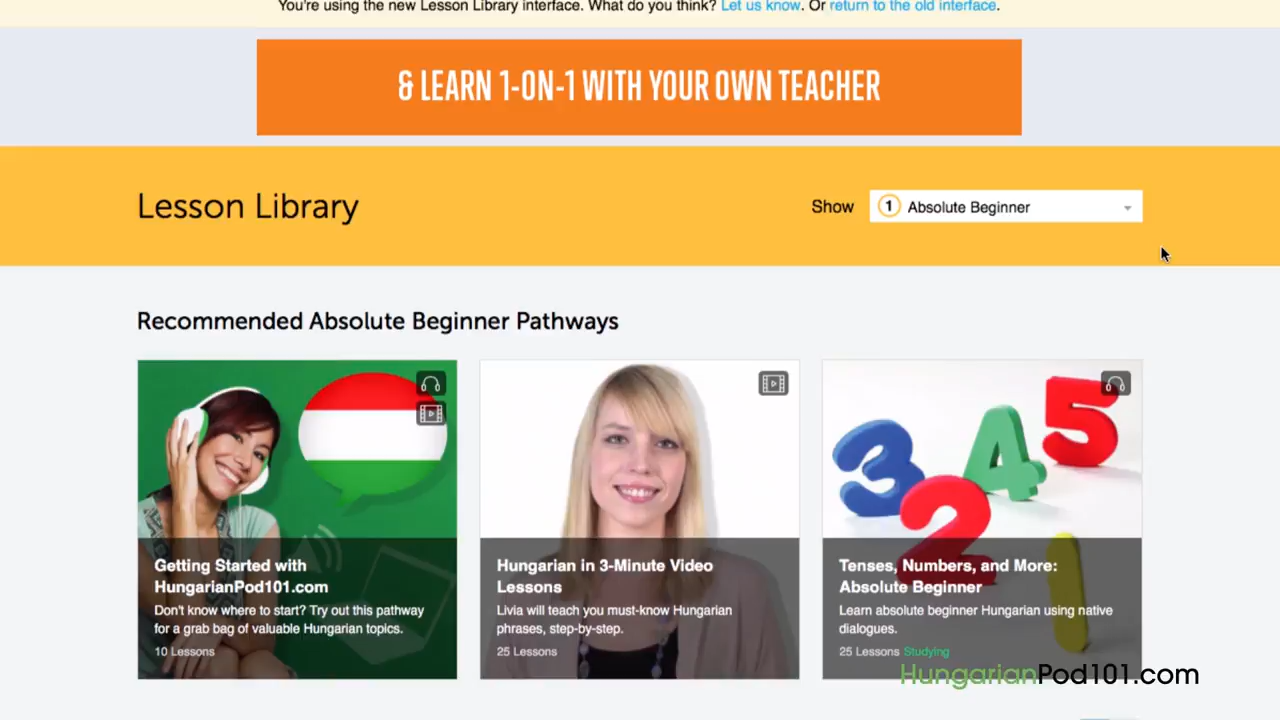 You're using the new Lesson Library interface. What do you think? Let us know. Or return to the old interface.
& LEARN 1-ON-1 WITH YOUR OWN TEACHER
Lesson Library
Show
1 Absolute Beginner
Recommended Absolute Beginner Pathways
Getting Started with
HungarianPod101.com
Don't know where to start? Try out this pathway
for a grab bag of valuable Hungarian topics.
10 Lessons
Hungarian in 3-Minute Video
Lessons
Livia will teach you must-know Hungarian
phrases, step-by-step.
25 Lessons
3 2 4 5 1
Tenses, Numbers, and More:
Absolute Beginner
Learn absolute beginner Hungarian using native
dialogues.
25 Lessons Studying
HungarianPod101.com